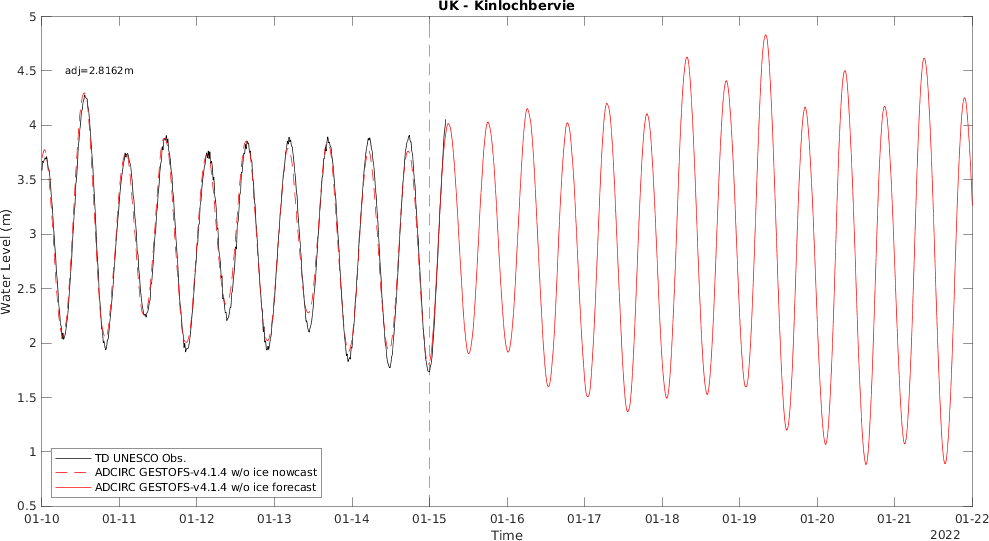 UK - Kinlochbervie
5
4.5
4
3.5
3
2.5
2
1.5
1
0.5
Water Level (m)
adj=2.8162m
TD UNESCO Obs.
ADCIRC GESTOFS-v4.1.4 w/o ice nowcast
ADCIRC GESTOFS-v4.1.4 w/o ice forecast
01-10 01-11 01-12 01-13 01-14 01-15 01-16 01-17 01-18 01-19 01-20 01-21 01-22
Time
2022